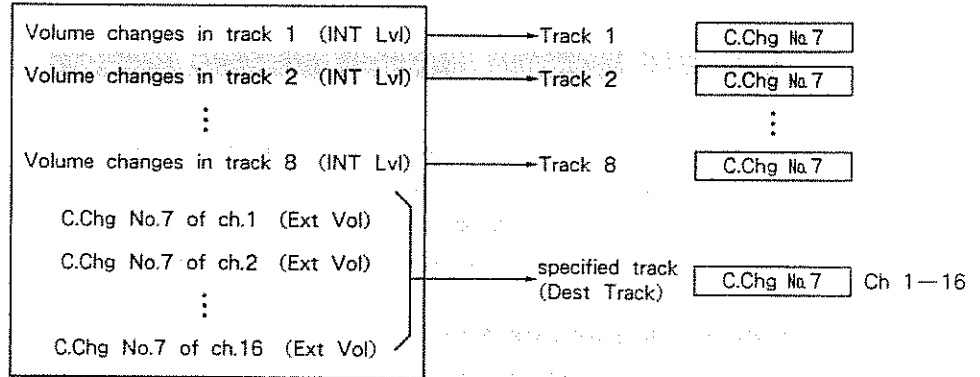 Volume changes in track 1 (INT Lvl) Track 1 C.Chg No.7
Volume changes in track 2 (INT Lvl) Track 2 C.Chg No.7
Volume changes in track 8 (INT Lvl) Track 8 C.Chg No.7
C.Chg No.7 of ch.1 (Ext Vol)
C.Chg No.7 of ch.2 (Ext Vol)
specified track
(Dest Track) C.Chg No.7 Ch 1—16
C.Chg No.7 of ch.16 (Ext Vol)